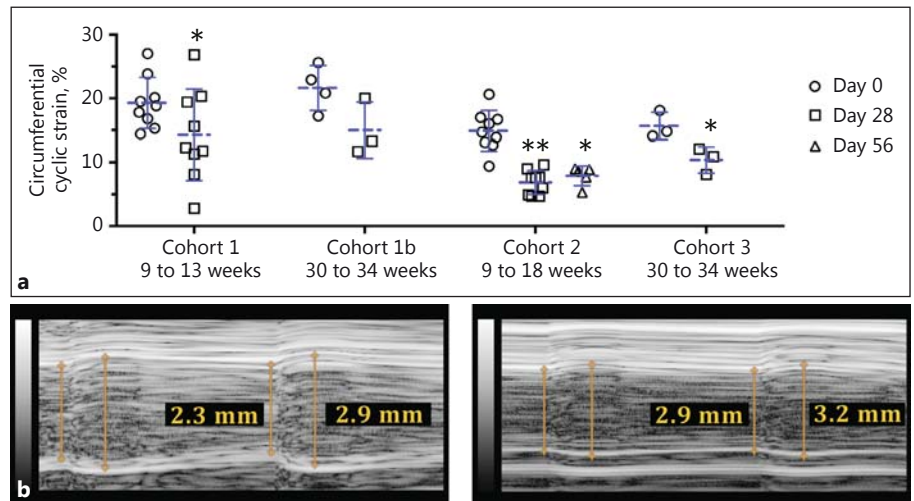 30
20
10
0
Circumferential
cyclic strain, %
*
**
*
*
Day 0
Day 28
Day 56
Cohort 1
9 to 13 weeks
Cohort 1b
30 to 34 weeks
Cohort 2
9 to 18 weeks
Cohort 3
30 to 34 weeks
a
2.3 mm
2.9 mm
2.9 mm
3.2 mm
b